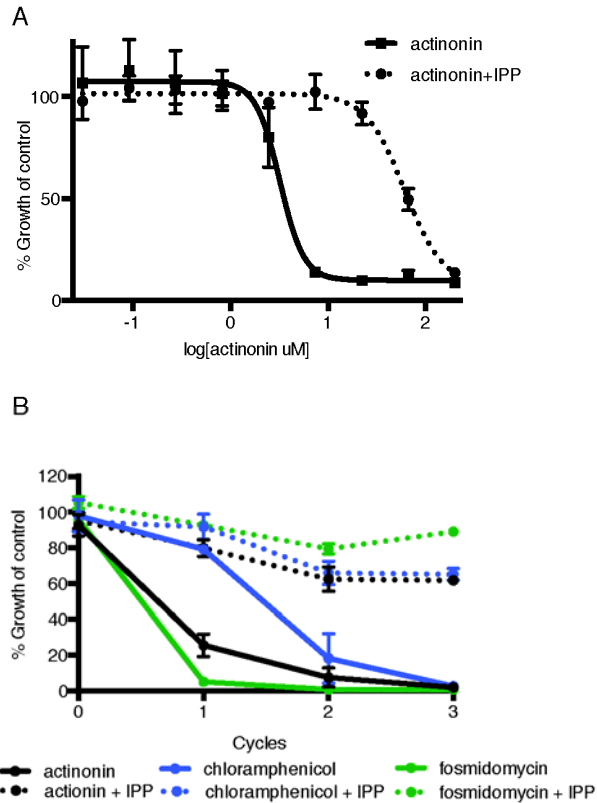 A
actinonin
actinonin+IPP
100
50
0
% Growth of control
-1 0 1 2
log[actinonin uM]
B
120
100
80
60
40
20
0
% Growth of control
0 1 2 3
Cycles
actinonin chloramphenicol fosmidomycin
actionin + IPP chloramphenicol + IPP fosmidomycin + IPP